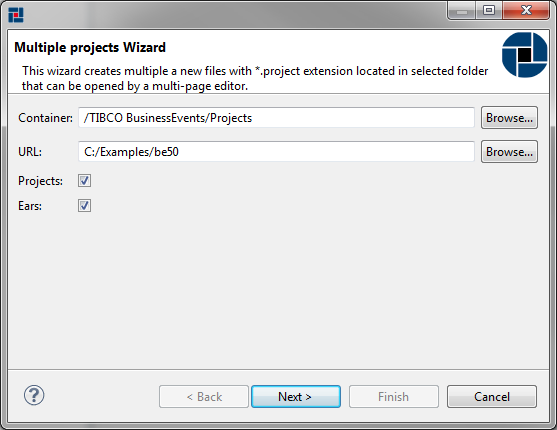 Multiple projects Wizard
This wizard creates multiple a new files with *.project extension located in selected folder
that can be opened by a multi-page editor.
Container: /TIBCO BusinessEvents/Projects Browse...
URL: C:/Examples/be50 Browse...
Projects:
Ears:
? < Back Next > Finish Cancel